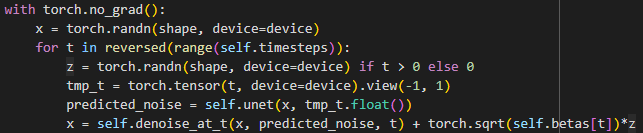 with torch.no_grad():
    x = torch.randn(shape, device=device)
    for t in reversed(range(self.timesteps)):
        z = torch.randn(shape, device=device) if t > 0 else 0
        tmp_t = torch.tensor(t, device=device).view(-1, 1)
        predicted_noise = self.unet(x, tmp_t.float())
        x = self.denoise_at_t(x, predicted_noise, t) + torch.sqrt(self.betas[t])*z